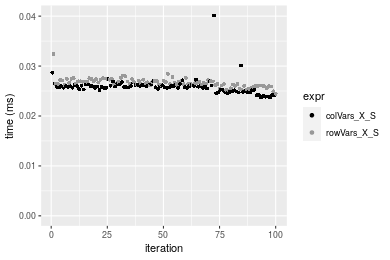 0.04
0.03
0.02
0.01
0.00
time (ms)
0
25
50
75
100
iteration
expr
colVars_X_S
rowVars_X_S